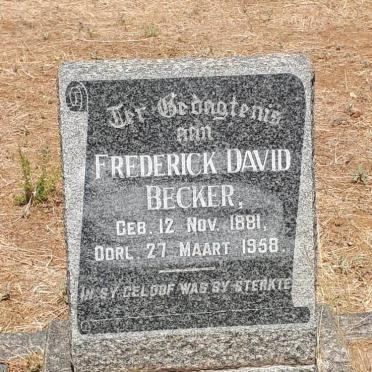 Ter Gedagtenis
aan
FREDERICK DAVID
BECKER,
GEB. 12 NOV. 1881,
OORL. 27 MAART 1958.
IN SY GELOOF WAS SY STERKTE